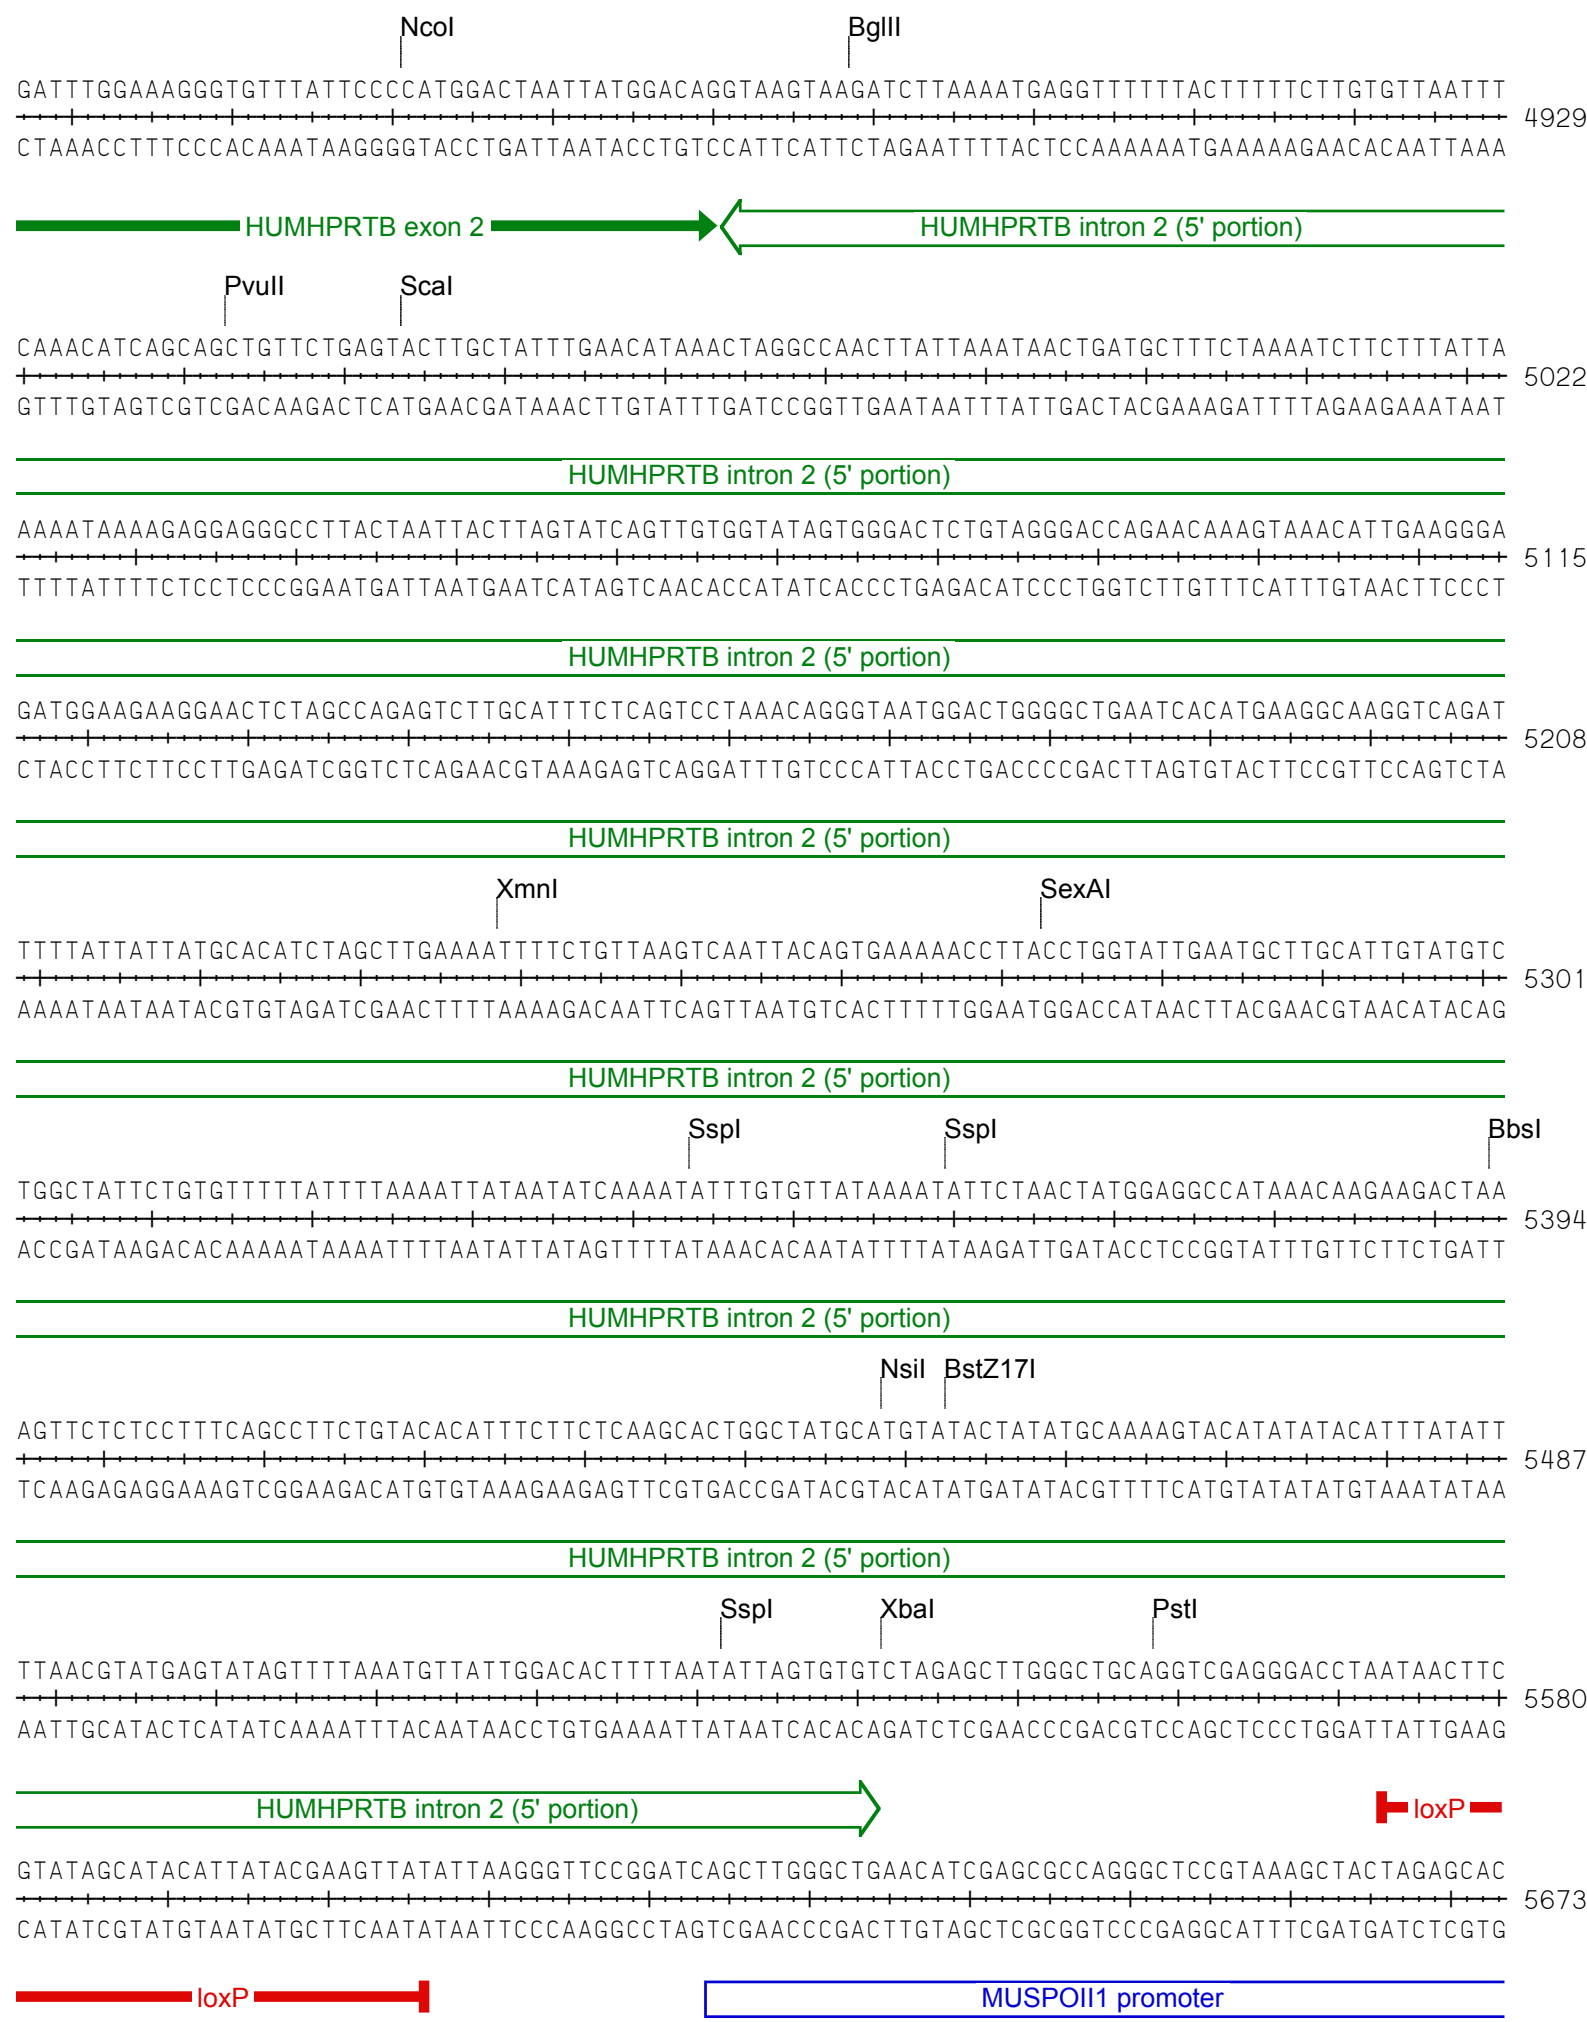 NcoI BglII
GATTTGGAAAGGGTGTTTATTCCCCATGGACTAATTATGGACAGGTAAGTAAGATCTTAAAATGAGGTTTTTTACTTTTTCTTGTGTTAATTT
4929
CTAAACCTTTCCCACAAATAAGGGGTACCTGATTAATACCTGTCCATTCATTCTAGAATTTTACTCCAAAAAATGAAAAAGAACACAATTAAA
HUMHPRTB exon 2 HUMHPRTB intron 2 (5' portion)
PvuII ScaI
CAAACATCAGCAGCTGTTCTGAGTACTTGCTATTTGAACATAAACTAGGCCAACTTATTAAATAACTGATGCTTTCTAAAATCTTCTTTATTA
5022
GTTTGTAGTCGTCGACAAGACTCATGAACGATAAACTTGTATTTGATCCGGTTGAATAATTTATTGACTACGAAAGATTTTAGAAGAAATAAT
HUMHPRTB intron 2 (5' portion)
AAAATAAAAGAGGAGGGCCTTACTAATTACTTAGTATCAGTTGTGGTATAGTGGGACTCTGTAGGGACCAGAACAAAGTAAACATTGAAGGGA
5115
TTTTATTTTCTCCTCCCGGAATGATTAATGAATCATAGTCAACACCATATCACCCTGAGACATCCCTGGTCTTGTTTCATTTGTAACTTCCCT
HUMHPRTB intron 2 (5' portion)
GATGGAAGAAGGAACTCTAGCCAGAGTCTTGCATTTCTCAGTCCTAAACAGGGTAATGGACTGGGGCTGAATCACATGAAGGCAAGGTCAGAT
5208
CTACCTTCTTCCTTGAGATCGGTCTCAGAACGTAAAGAGTCAGGATTTGTCCCATTACCTGACCCCGACTTAGTGTACTTCCGTTCCAGTCTA
HUMHPRTB intron 2 (5' portion)
XmnI SexAI
TTTTATTATTATGCACATCTAGCTTGAAAATTTTCTGTTAAGTCAATTACAGTGAAAAACCTTACCTGGTATTGAATGCTTGCATTGTATGTC
5301
AAAATAATAATACGTGTAGATCGAACTTTTAAAAGACAATTCAGTTAATGTCACTTTTTGGAATGGACCATAACTTACGAACGTAACATACAG
HUMHPRTB intron 2 (5' portion)
SspI SspI BbsI
TGGCTATTCTGTGTTTTTATTTTAAAATTATAATATCAAAATATTTGTGTTATAAAATATTCTAACTATGGAGGCCATAAACAAGAAGACTAA
5394
ACCGATAAGACACAAAAATAAAATTTTAATATTATAGTTTTATAAACACAATATTTTATAAGATTGATACCTCCGGTATTTGTTCTTCTGATT
HUMHPRTB intron 2 (5' portion)
NsiI BstZ17I
AGTTCTCTCCTTTCAGCCTTCTGTACACATTTCTTCTCAAGCACTGGCTATGCATGTATACTATATGCAAAAGTACATATATACATTTATATT
5487
TCAAGAGAGGAAAGTCGGAAGACATGTGTAAAGAAGAGTTCGTGACCGATACGTACATATGATATACGTTTTCATGTATATATGTAAATATAA
HUMHPRTB intron 2 (5' portion)
SspI XbaI PstI
TTAACGTATGAGTATAGTTTTAAATGTTATTGGACACTTTTAATATTAGTGTGTCTAGAGCTTGGGCTGCAGGTCGAGGGACCTAATAACTTC
5580
AATTGCATACTCATATCAAAATTTACAATAACCTGTGAAAATTATAATCACACAGATCTCGAACCCGACGTCCAGCTCCCTGGATTATTGAAG
HUMHPRTB intron 2 (5' portion) loxP
GTATAGCATACATTATACGAAGTTATATTAAGGGTTCCGGATCAGCTTGGGCTGAACATCGAGCGCCAGGGCTCCGTAAAGCTACTAGAGCAC
5673
CATATCGTATGTAATATGCTTCAATATAATTCCCAAGGCCTAGTCGAACCCGACTTGTAGCTCGCGGTCCCGAGGCATTTCGATGATCTCGTG
loxP MUSPOII1 promoter